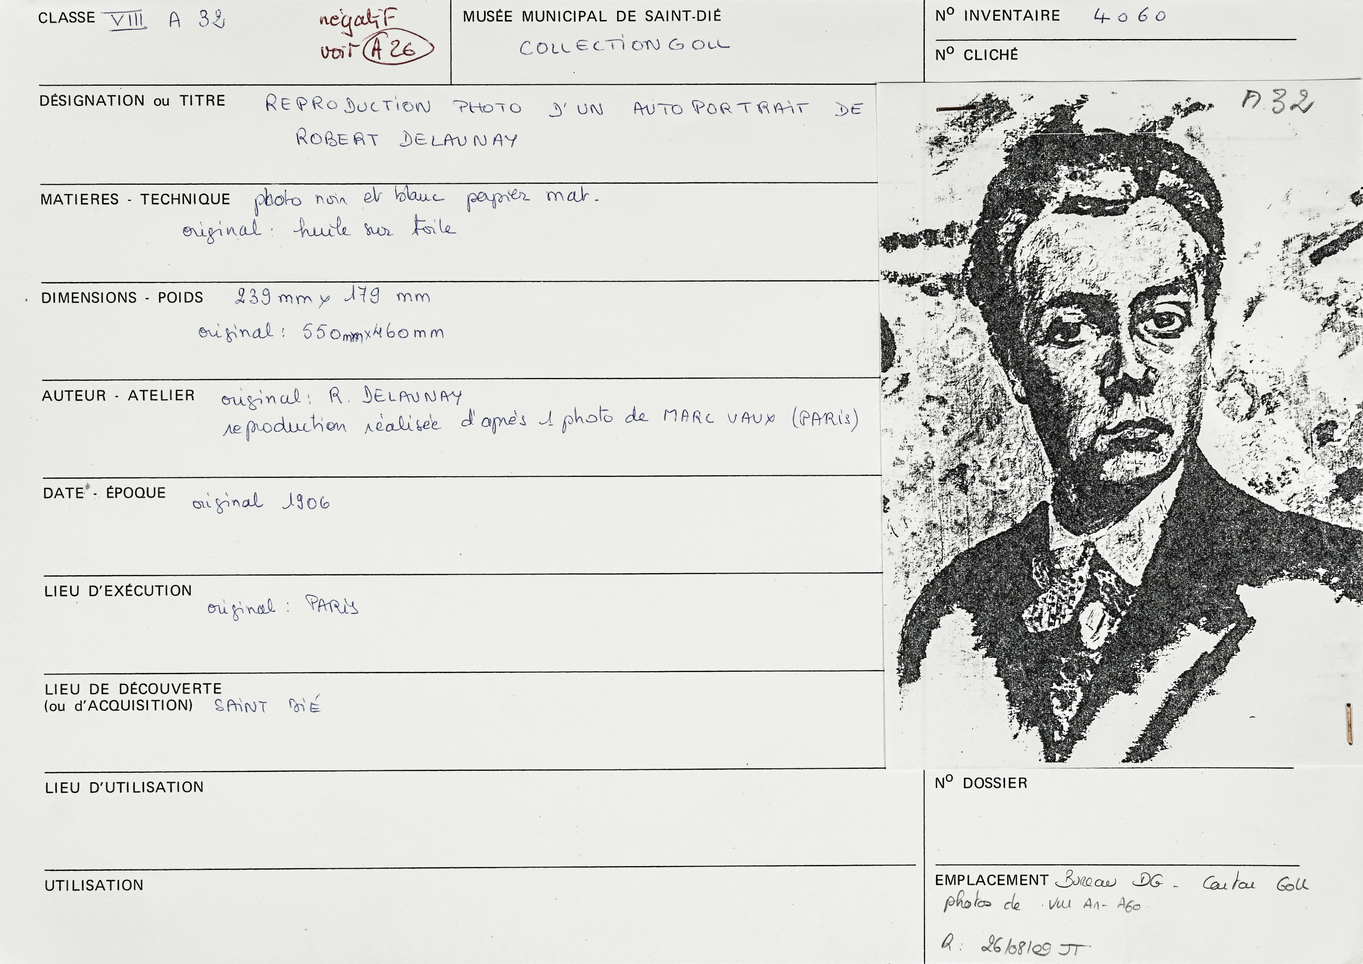 CLASSE VIII A 32
négatif
voir A 26
MUSÉE MUNICIPAL DE SAINT-DIÉ
COLLECTION GOLL
Nº INVENTAIRE 4060
Nº CLICHÉ
DÉSIGNATION ou TITRE REPRODUCTION PHOTO D'UN AUTOPORTRAIT DE
ROBERT DELAUNAY
A 32
MATIERES - TECHNIQUE photo noir et blanc papier mat.
original : huile sur toile
DIMENSIONS - POIDS 239 mm x 179 mm
original : 550mmx460mm
AUTEUR - ATELIER original : R. DELAUNAY
reproduction réalisée d'après 1 photo de MARC VAUX (PARIS)
DATE - ÉPOQUE original 1906
LIEU D'EXÉCUTION
original : PARIS
LIEU DE DÉCOUVERTE
(ou d'ACQUISITION) SAINT DIÉ
LIEU D'UTILISATION
Nº DOSSIER
UTILISATION
EMPLACEMENT Bureau DG - Carton Goll
photos de VIII A1- A60
R : 26/08/09 JT